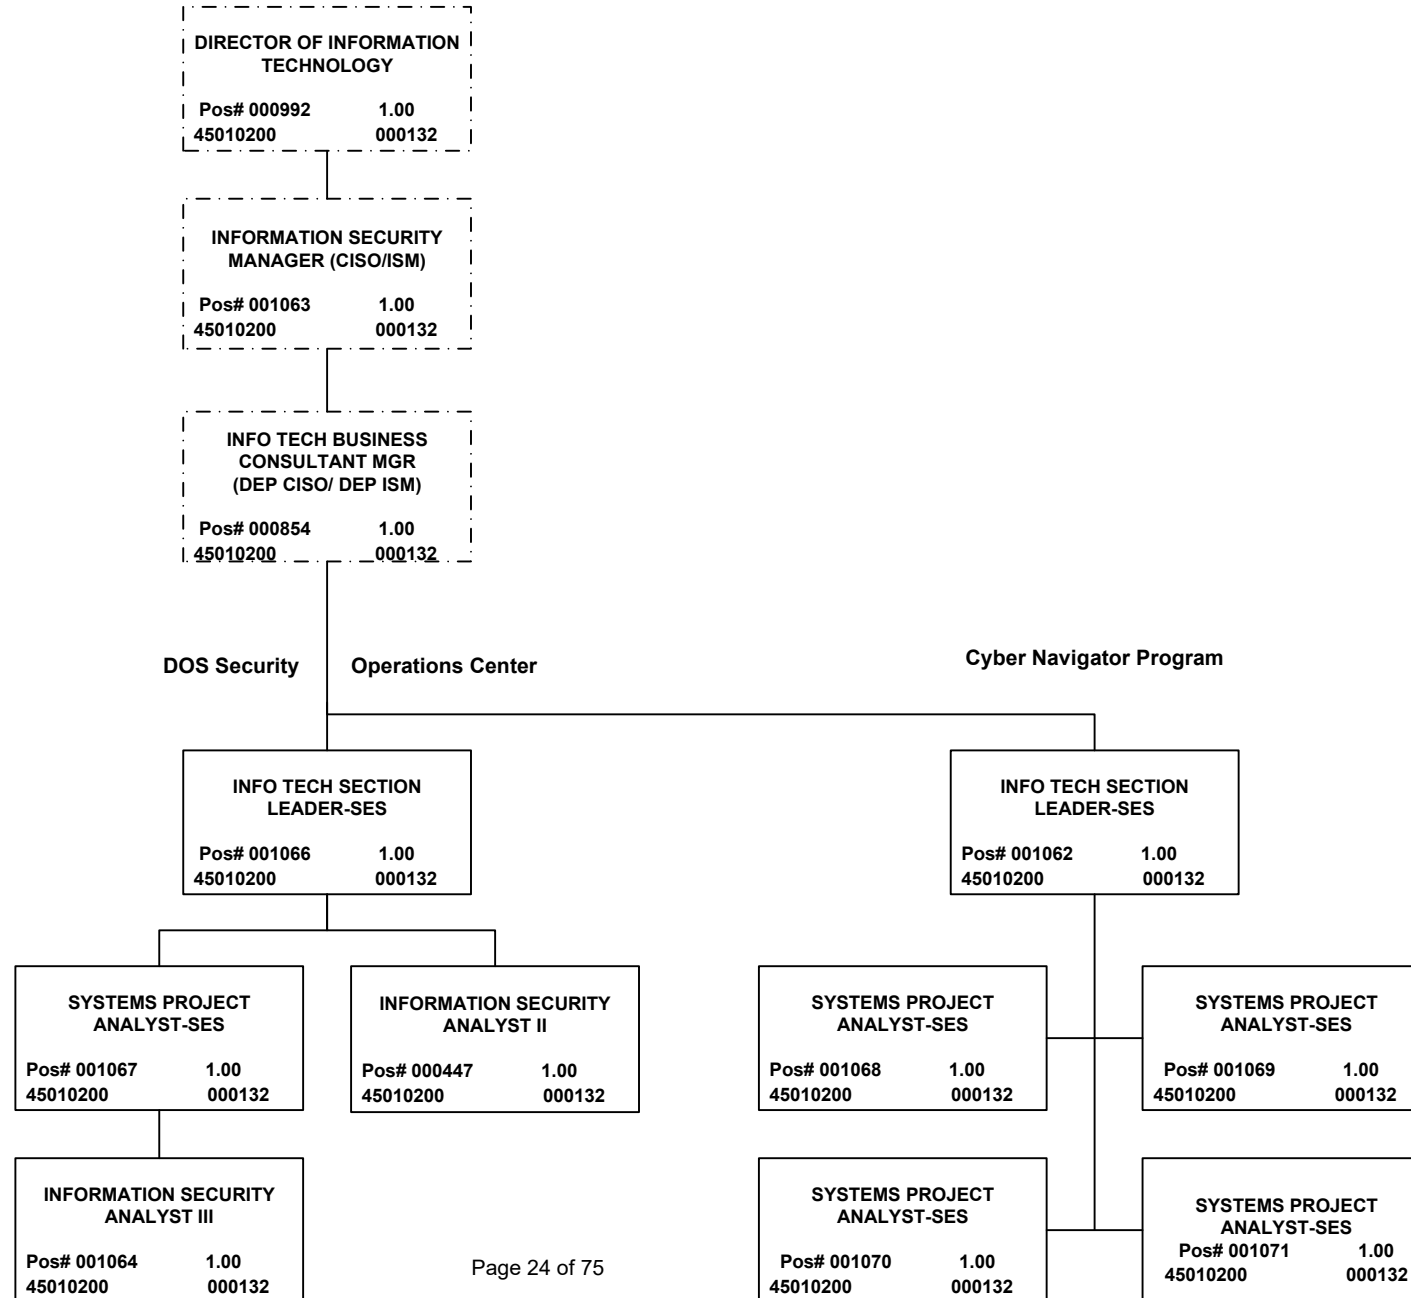 DIRECTOR OF INFORMATION
TECHNOLOGY
Pos# 000992 1.00
45010200 000132
INFORMATION SECURITY
MANAGER (CISO/ISM)
Pos# 001063 1.00
45010200 000132
INFO TECH BUSINESS
CONSULTANT MGR
(DEP CISO/ DEP ISM)
Pos# 000854 1.00
45010200 000132
DOS Security Operations Center
Cyber Navigator Program
INFO TECH SECTION
LEADER-SES
Pos# 001066 1.00
45010200 000132
INFO TECH SECTION
LEADER-SES
Pos# 001062 1.00
45010200 000132
SYSTEMS PROJECT
ANALYST-SES
Pos# 001067 1.00
45010200 000132
INFORMATION SECURITY
ANALYST II
Pos# 000447 1.00
45010200 000132
SYSTEMS PROJECT
ANALYST-SES
Pos# 001068 1.00
45010200 000132
SYSTEMS PROJECT
ANALYST-SES
Pos# 001069 1.00
45010200 000132
INFORMATION SECURITY
ANALYST III
Pos# 001064 1.00
45010200 000132
SYSTEMS PROJECT
ANALYST-SES
Pos# 001070 1.00
45010200 000132
SYSTEMS PROJECT
ANALYST-SES
Pos# 001071 1.00
45010200 000132
Page 24 of 75